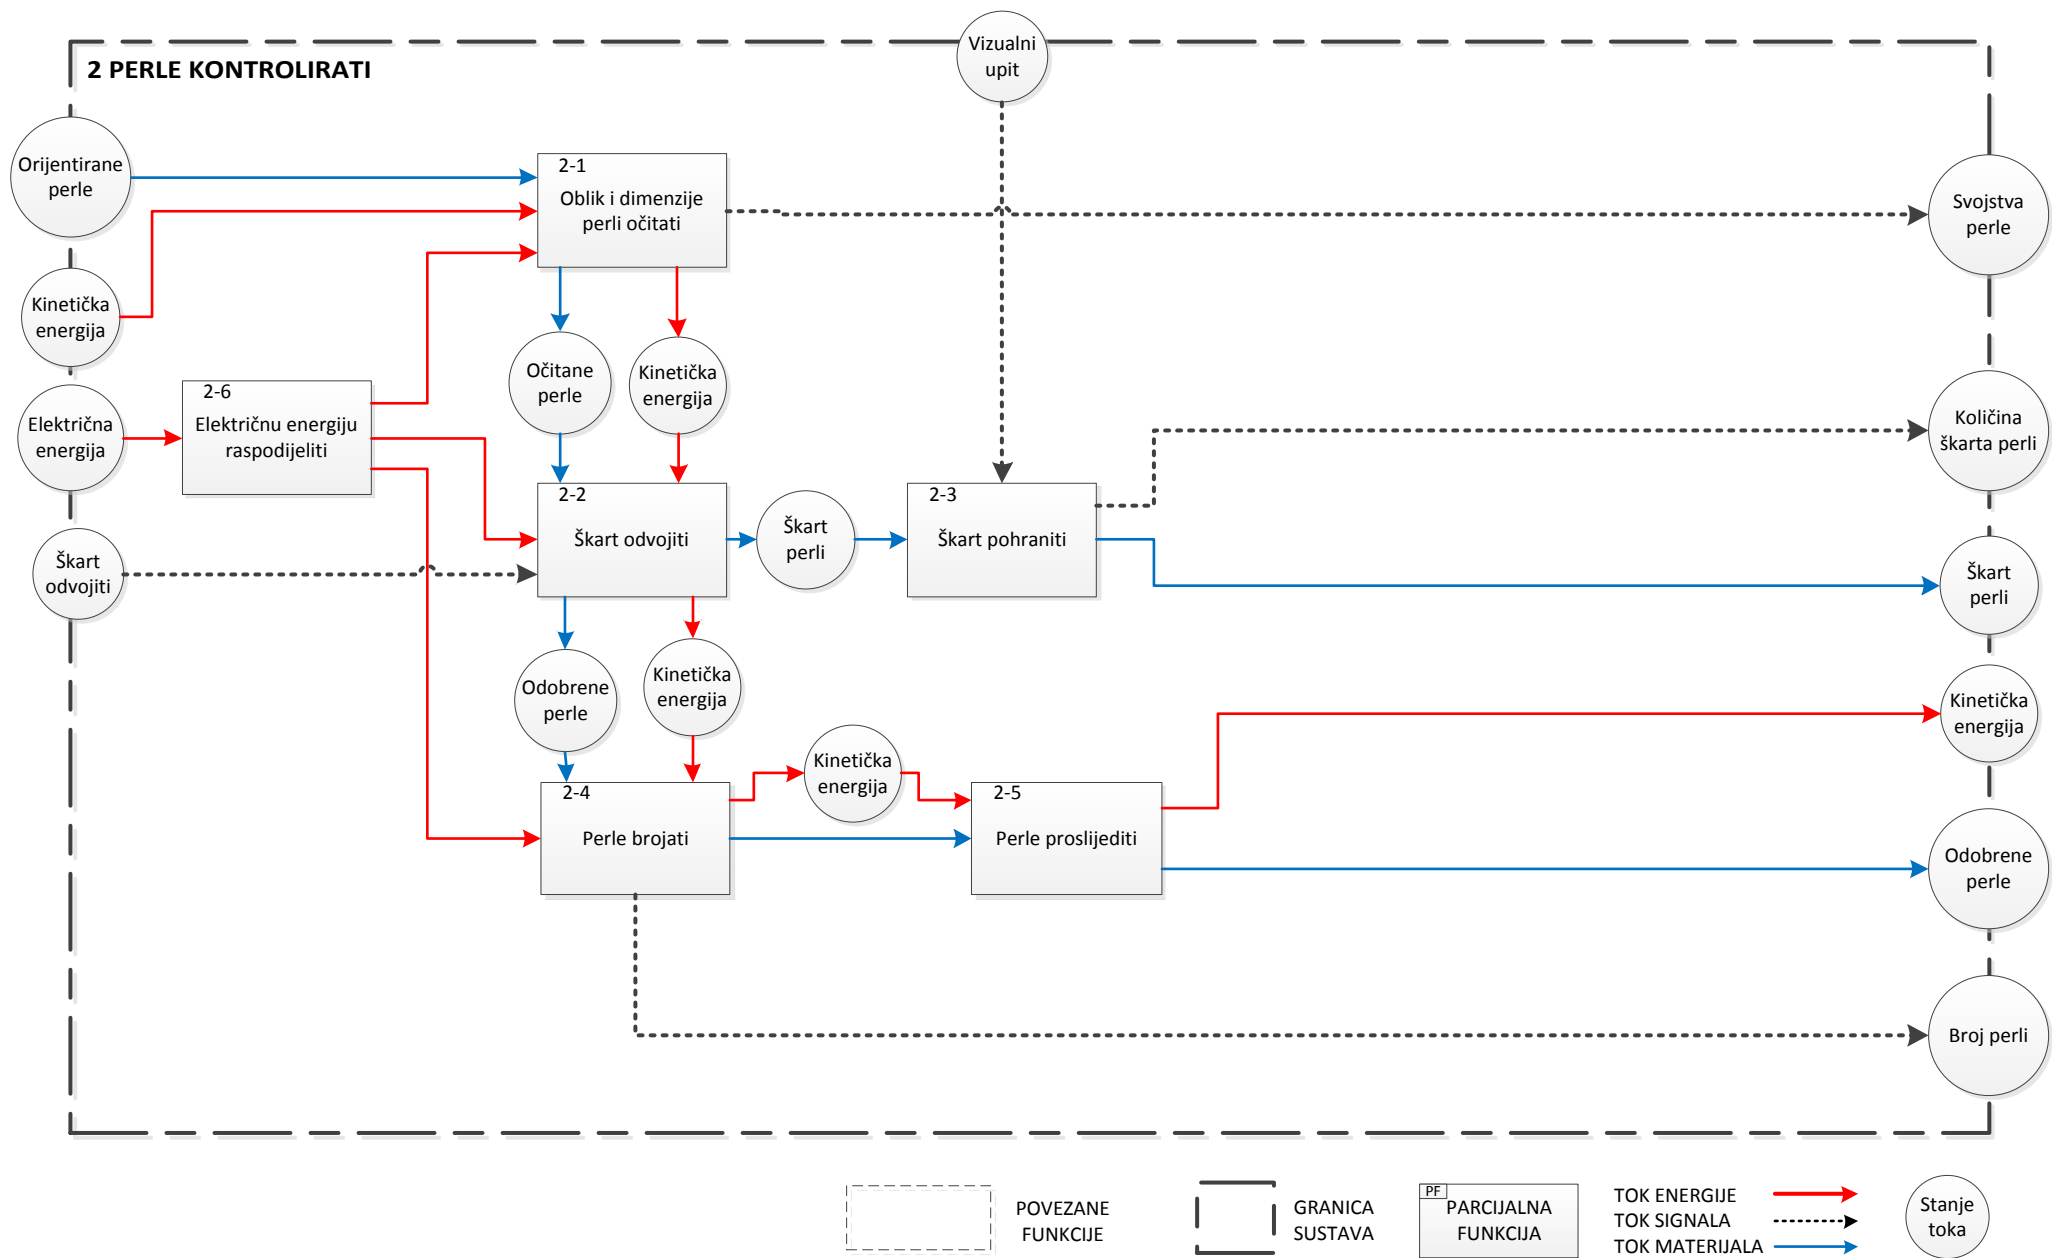 Vizualni
upit
2 PERLE KONTROLIRATI
Orijentirane
perle
2-1
Oblik i dimenzije
perli očitati
Svojstva
perle
Kinetička
energija
Očitane
perle
Kinetička
energija
2-6
Električnu energiju
raspodijeliti
Električna
energija
Količina
škarta perli
2-2
Škart odvojiti
Škart
perli
2-3
Škart pohraniti
Škart
odvojiti
Škart
perli
Odobrene
perle
Kinetička
energija
Kinetička
energija
Kinetička
energija
2-4
Perle brojati
2-5
Perle proslijediti
Odobrene
perle
Broj perli
POVEZANE
FUNKCIJE
GRANICA
SUSTAVA
PF
PARCIJALNA
FUNKCIJA
TOK ENERGIJE
TOK SIGNALA
TOK MATERIJALA
Stanje
toka